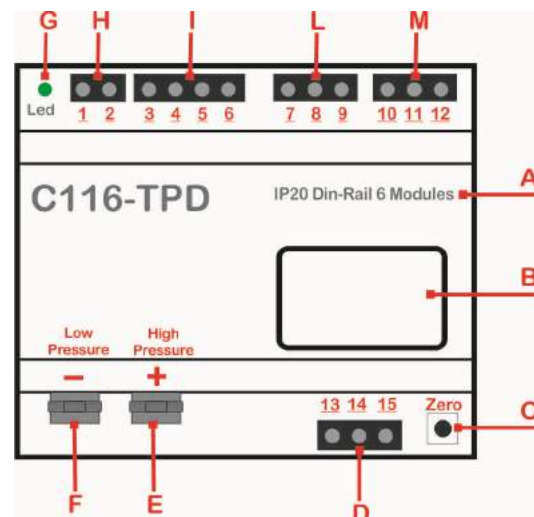 G H I L M
Led
1 2 3 4 5 6 7 8 9 10 11 12
C116-TPD
IP20 Din-Rail 6 Modules
A
B
Low Pressure
High Pressure
− +
13 14 15 Zero
C
F E D